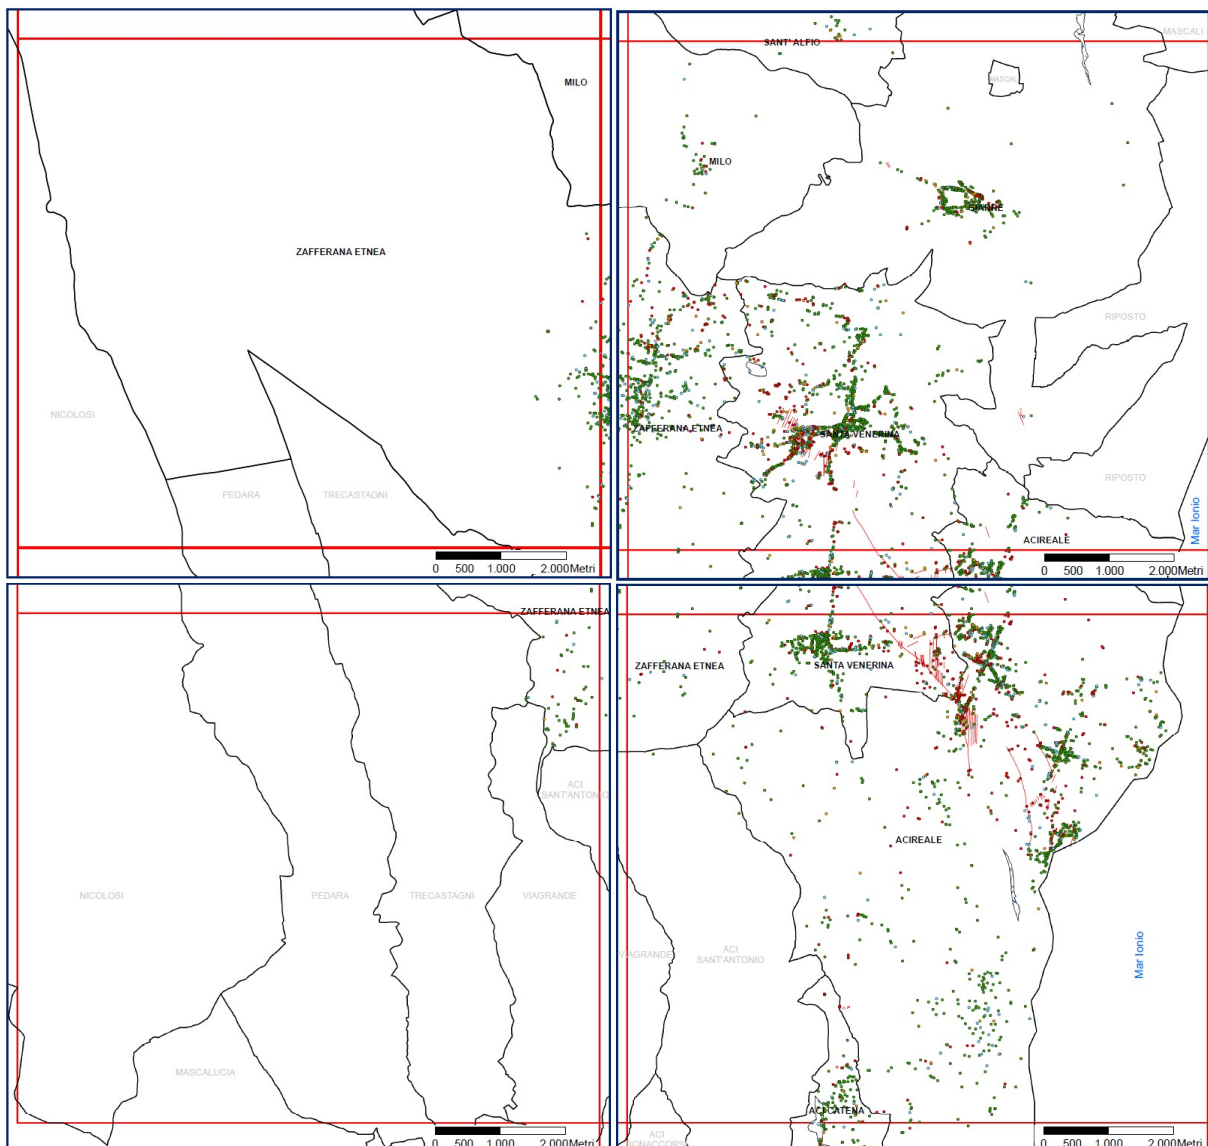 MILO
ZAFFERANA ETNEA
NICOLOSI
PEDARA
TRECASTAGNI
0 500 1.000 2.000Metri
SANT' ALFIO
MASCALI
MASCALI
MILO
GIARRE
RIPOSTO
ZAFFERANA ETNEA
SANTA VENERINA
RIPOSTO
ACIREALE
Mar Ionio
0 500 1.000 2.000Metri
ZAFFERANA ETNEA
ACI
SANT'ANTONIO
NICOLOSI
PEDARA
TRECASTAGNI
VIAGRANDE
MASCALUCIA
0 500 1.000 2.000Metri
ZAFFERANA ETNEA
SANTA VENERINA
ACIREALE
VIAGRANDE
ACI
SANT'ANTONIO
Mar Ionio
ACI CATENA
ACI
BONACCORSI
0 500 1.000 2.000Metri